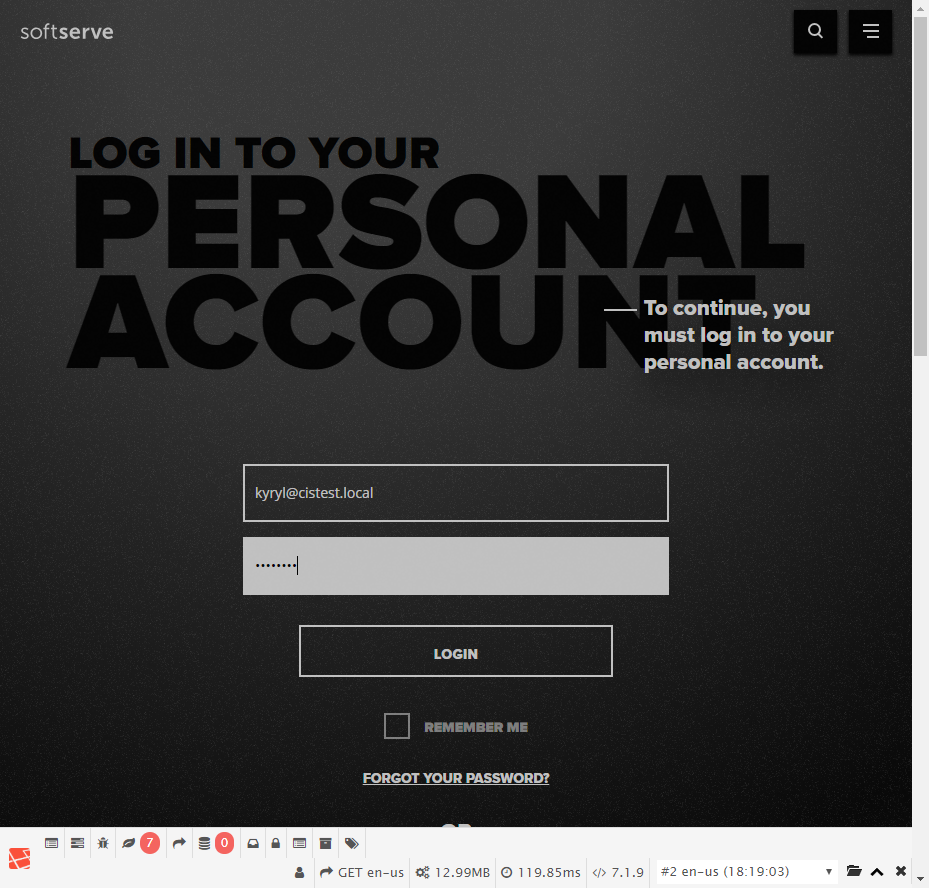 softserve
LOG IN TO YOUR
PERSONAL
ACCOUNT
To continue, you
must log in to your
personal account.
kyryl@cistest.local
••••••••
LOGIN
REMEMBER ME
FORGOT YOUR PASSWORD?
OR
7
0
GET en-us
12.99MB
119.85ms
7.1.9
#2 en-us (18:19:03)